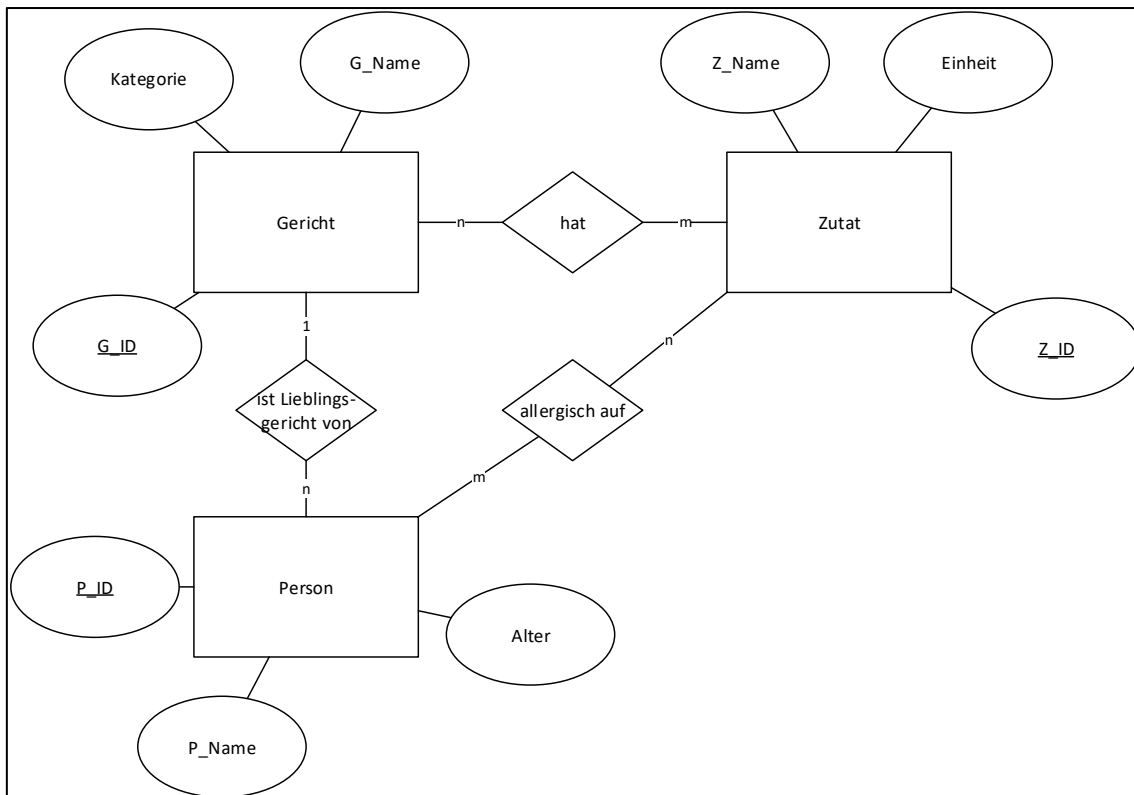 Kategorie
G_Name
Z_Name
Einheit
Gericht
n
hat
m
Zutat
G_ID
1
n
Z_ID
ist Lieblings-
gericht von
allergisch auf
m
n
P_ID
Person
Alter
P_Name